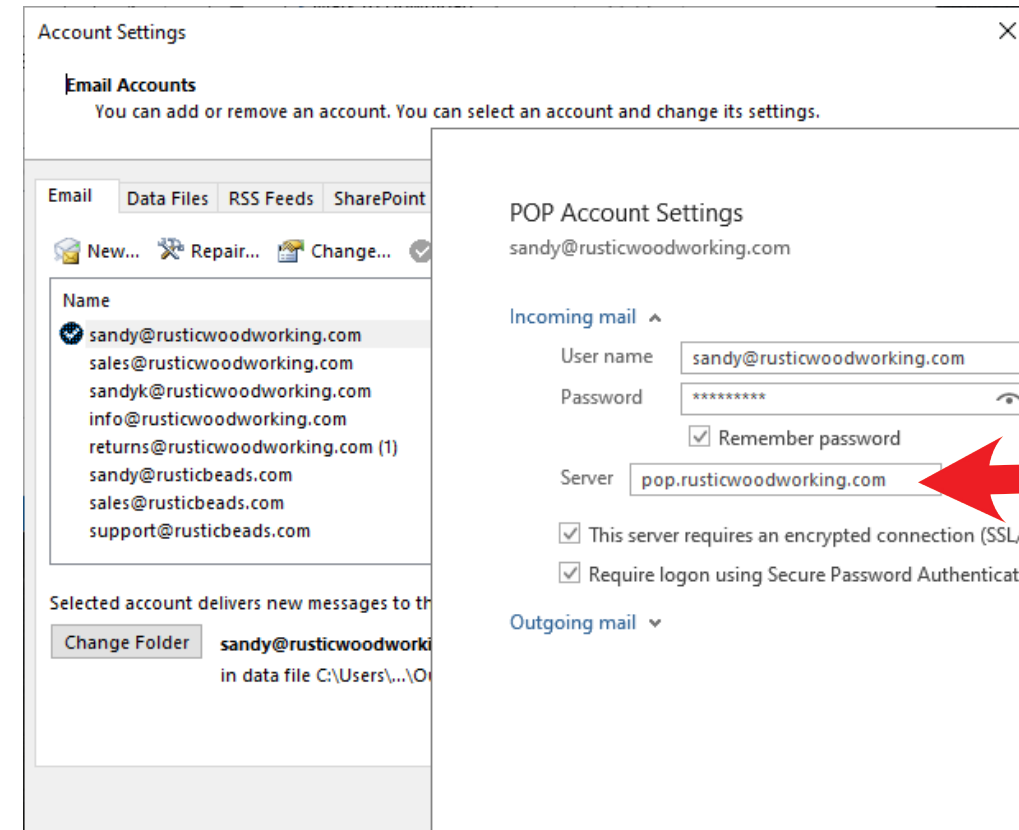 Account Settings
Email Accounts
You can add or remove an account. You can select an account and change its settings.
Email
Data Files
RSS Feeds
SharePoint
New...
Repair...
Change...
Name
sandy@rusticwoodworking.com
sales@rusticwoodworking.com
sandyk@rusticwoodworking.com
info@rusticwoodworking.com
returns@rusticwoodworking.com (1)
sandy@rusticbeads.com
sales@rusticbeads.com
support@rusticbeads.com
Selected account delivers new messages to th
Change Folder
sandy@rusticwoodworki
in data file C:\Users\...\Ou
POP Account Settings
sandy@rusticwoodworking.com
Incoming mail
User name
sandy@rusticwoodworking.com
Password
*********
Remember password
Server
pop.rusticwoodworking.com
This server requires an encrypted connection (SSL/
Require logon using Secure Password Authenticat
Outgoing mail